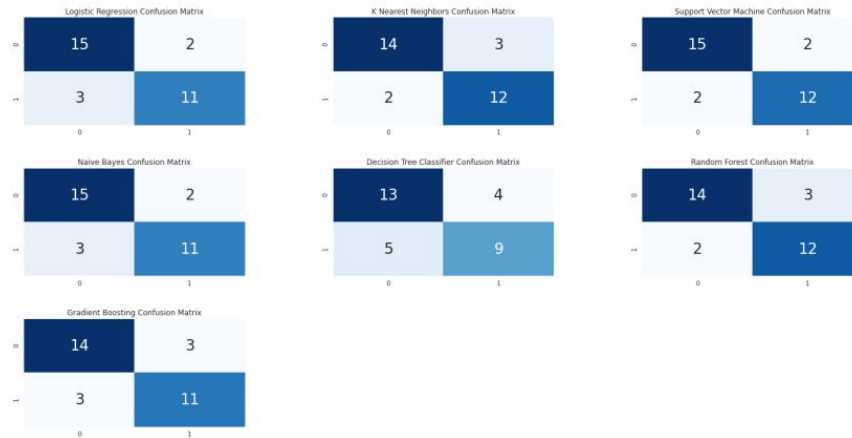 Logistic Regression Confusion Matrix
0 15 2
1 3 11
0 1
K Nearest Neighbors Confusion Matrix
0 14 3
1 2 12
0 1
Support Vector Machine Confusion Matrix
0 15 2
1 2 12
0 1
Naive Bayes Confusion Matrix
0 15 2
1 3 11
0 1
Decision Tree Classifier Confusion Matrix
0 13 4
1 5 9
0 1
Random Forest Confusion Matrix
0 14 3
1 2 12
0 1
Gradient Boosting Confusion Matrix
0 14 3
1 3 11
0 1